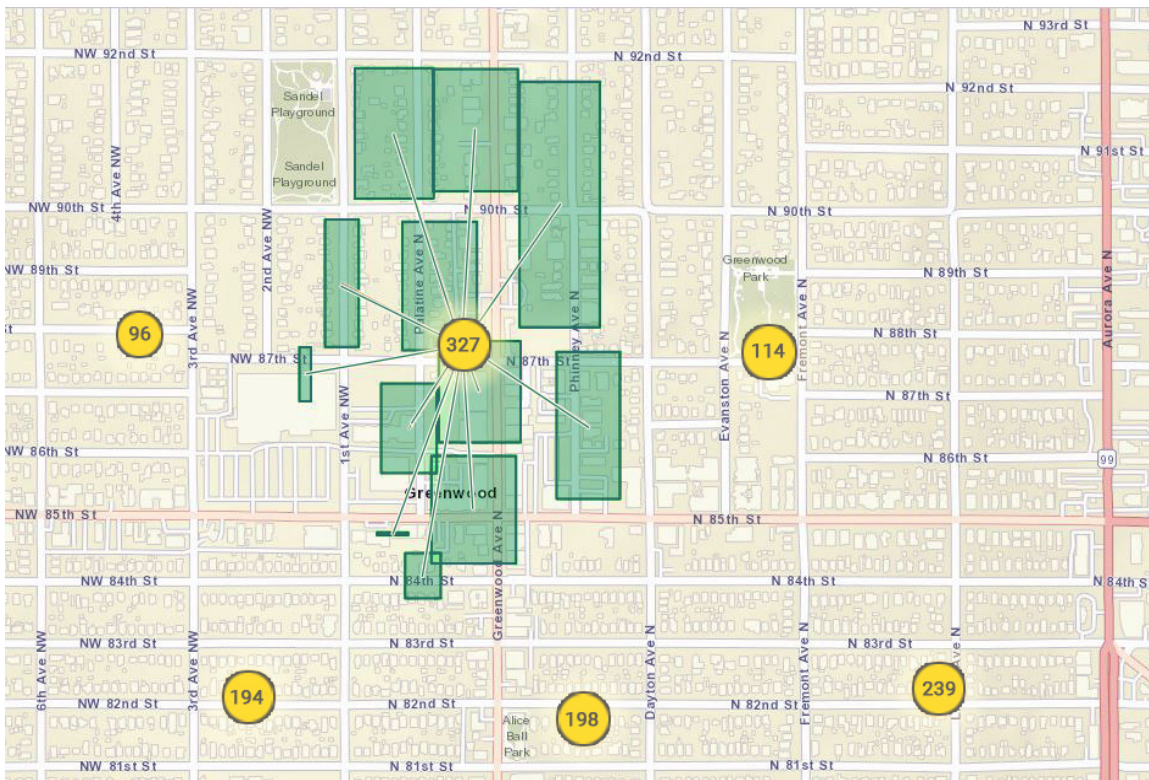 N 93rd St
NW 92nd St
N 92nd St
N 92nd St
Sandel
Playground
N 91st St
Sandel
Playground
4th Ave NW
NW 90th St
N 90th St
N 90th St
2nd Ave NW
Palatine Ave N
Greenwood
Park
NW 89th St
N 89th St
Aurora Ave N
3rd Ave NW
Phinney Ave N
Fremont Ave N
St
96
N 88th St
327
114
NW 87th St
N 87th St
Evanston Ave N
N 87th St
1st Ave NW
NW 86th St
N 86th St
99
Greenwood
NW 85th St
N 85th St
Greenwood Ave N
NW 84th St
N 84th St
N 84th St
N 84th S
NW 83rd St
N 83rd St
N 83rd St
6th Ave NW
3rd Ave NW
Dayton Ave N
Fremont Ave N
Ave N
194
239
NW 82nd St
N 82nd St
198
N 82nd St
Alice
Ball
Park
NW 81st St
N 81st St
N 81st St